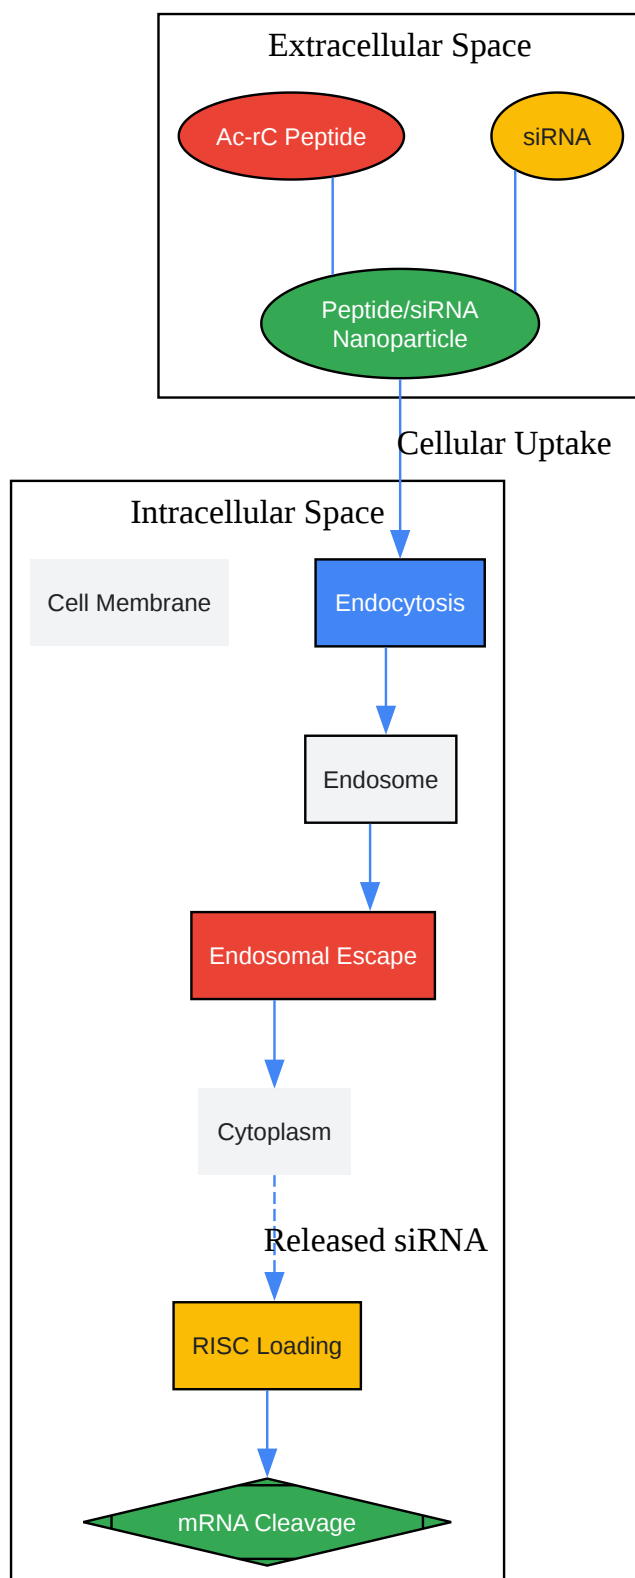 Extracellular Space
Ac-rC Peptide
siRNA
Peptide/siRNA
Nanoparticle
Cellular Uptake
Intracellular Space
Cell Membrane
Endocytosis
Endosome
Endosomal Escape
Cytoplasm
Released siRNA
RISC Loading
mRNA Cleavage